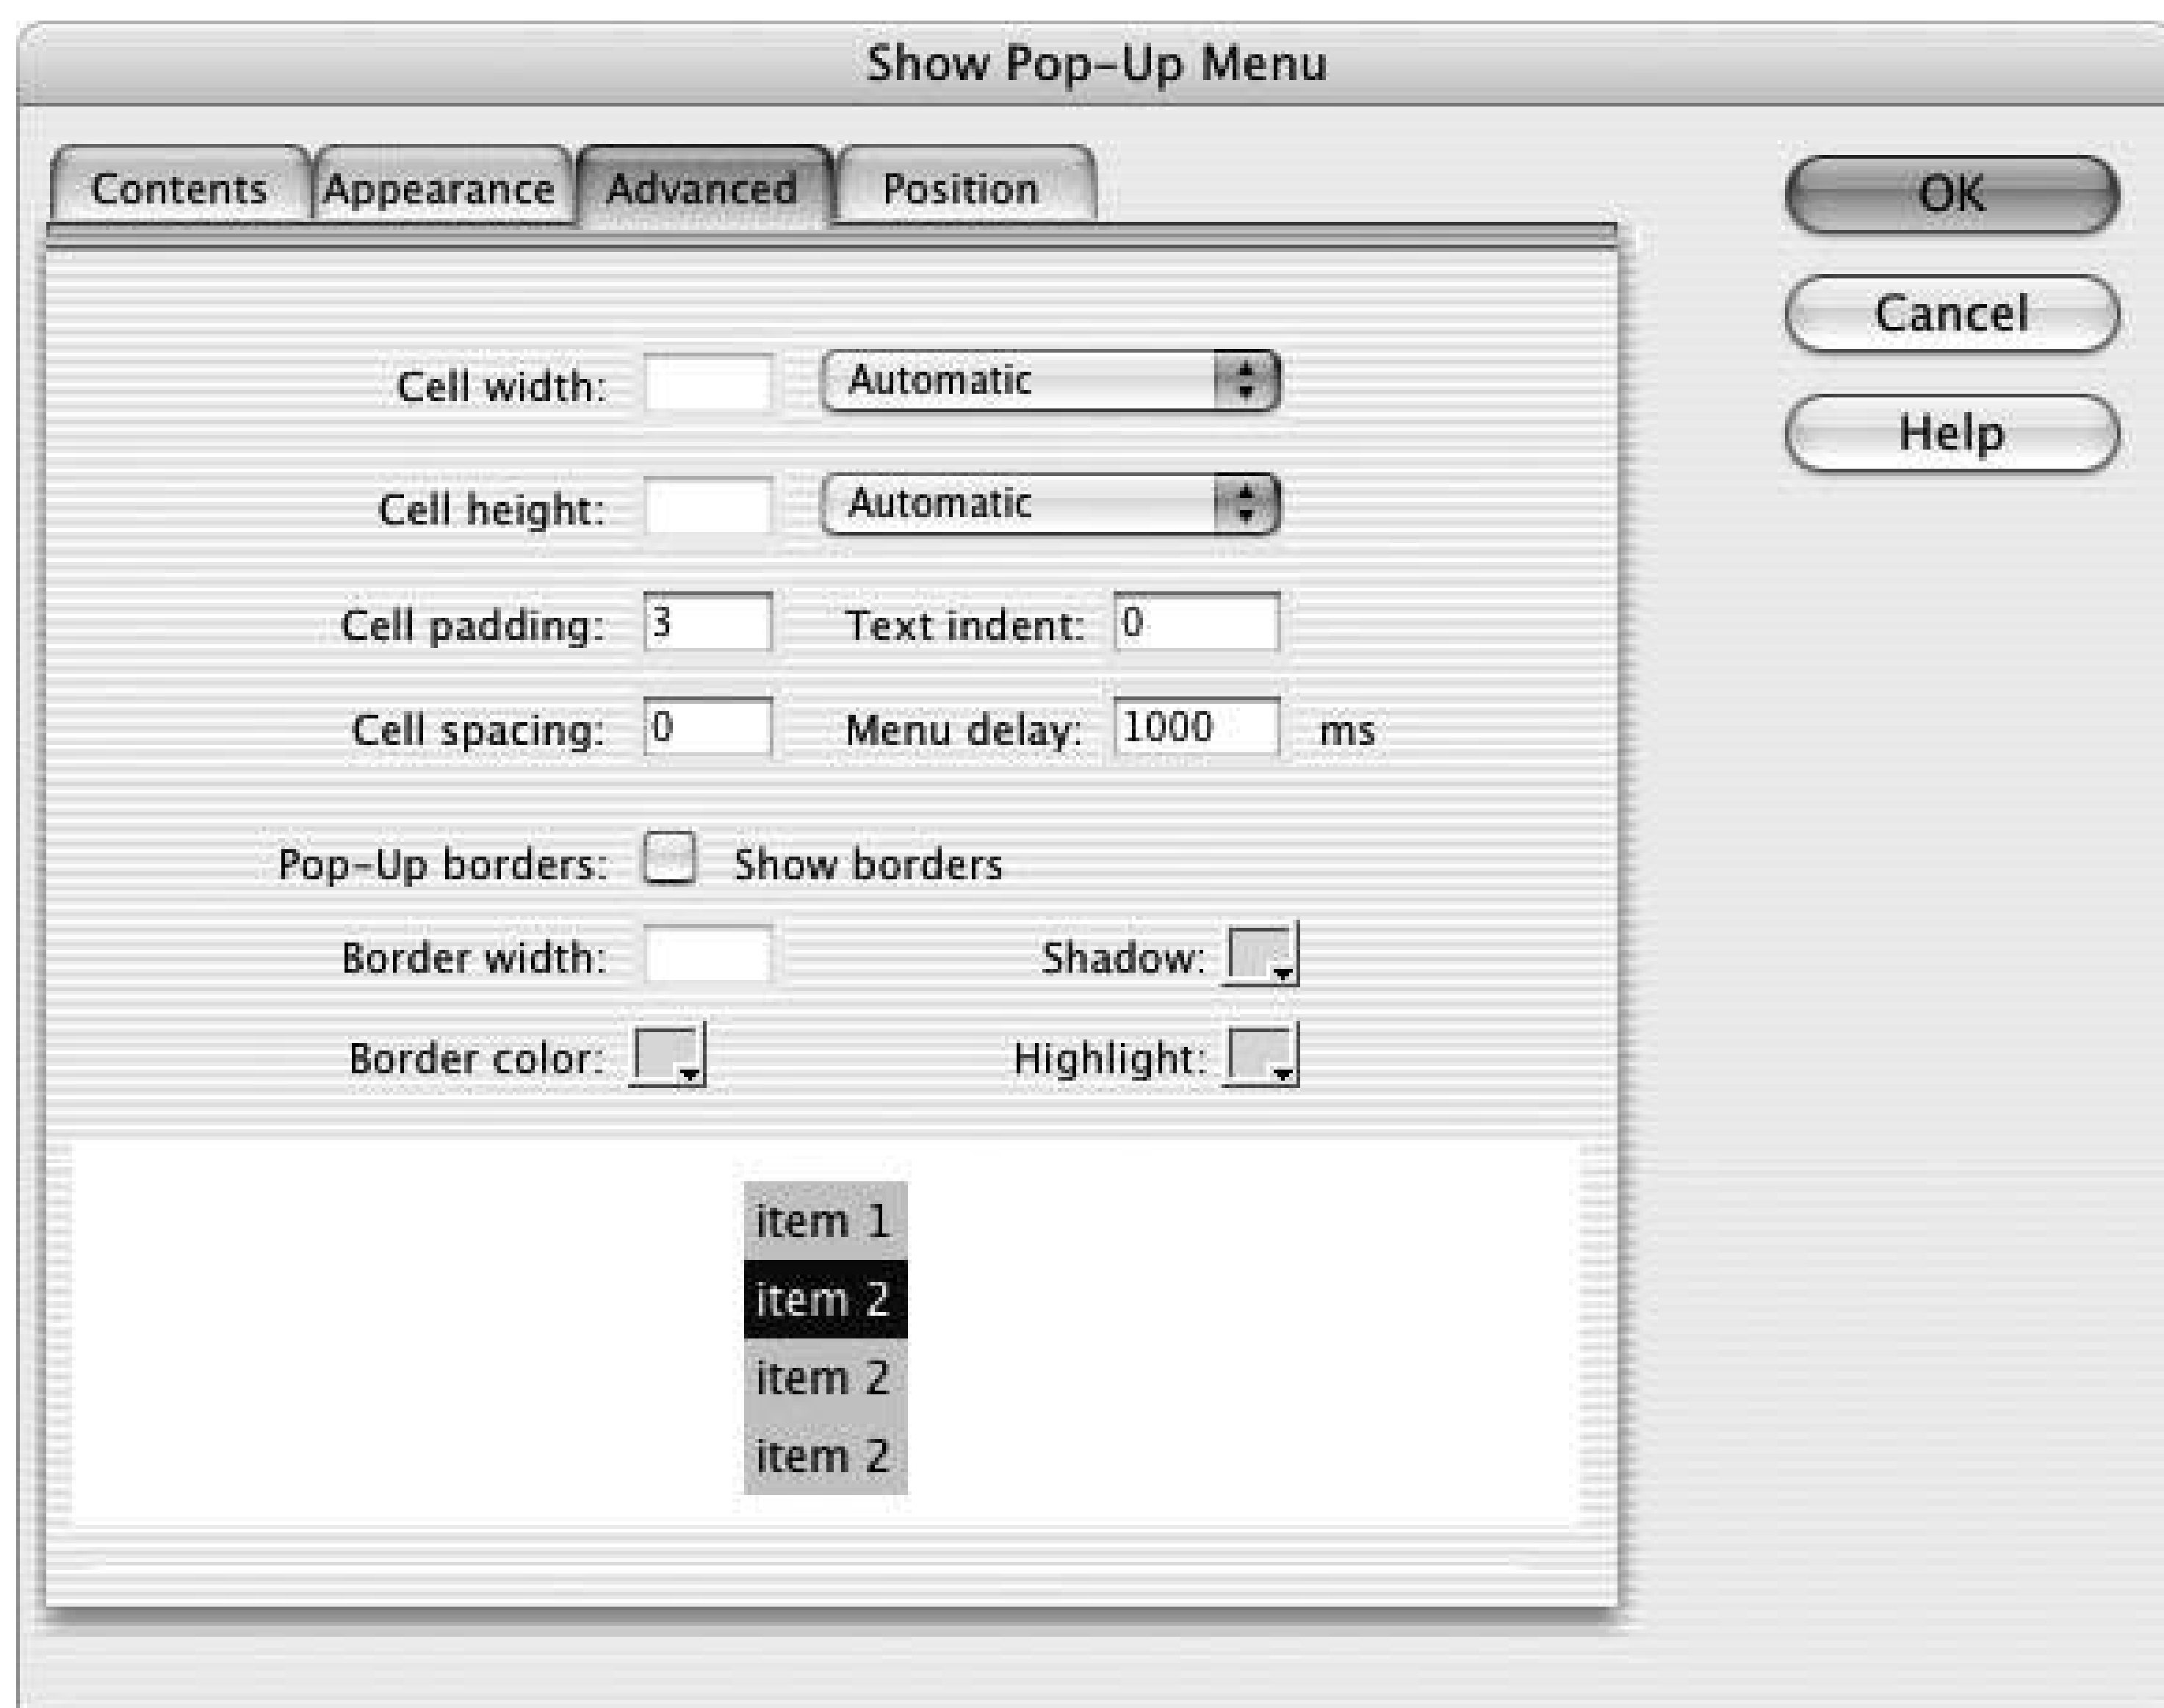 Show Pop-Up Menu
Contents Appearance Advanced Position
OK
Cancel
Help
Cell width: Automatic
Cell height: Automatic
Cell padding: 3 Text indent: 0
Cell spacing: 0 Menu delay: 1000 ms
Pop-Up borders: Show borders
Border width: Shadow:
Border color: Highlight:
item 1
item 2
item 2
item 2